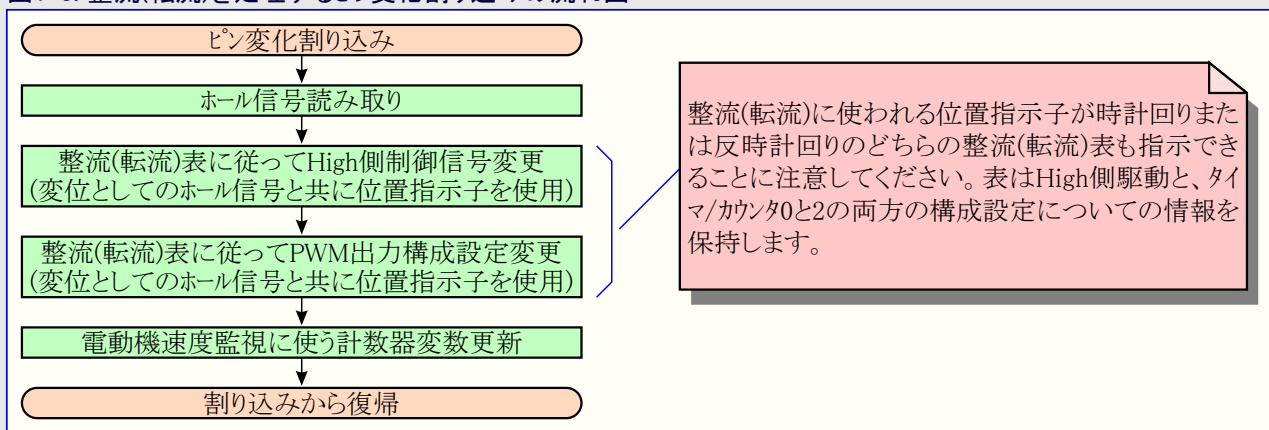 ピン変化割り込み
ホール信号読み取り
整流(転流)表に従ってHigh側制御信号変更
(変位としてのホール信号と共に位置指示子を使用)
整流(転流)表に従ってPWM出力構成設定変更
(変位としてのホール信号と共に位置指示子を使用)
電動機速度監視に使う計数器変数更新
割り込みから復帰
整流(転流)に使われる位置指示子が時計回りまた
は反時計回りのどちらの整流(転流)表も指示でき
ることに注意してください。表はHigh側駆動と、タイ
マ/カウンタ0と2の両方の構成設定についての情報を
保持します。